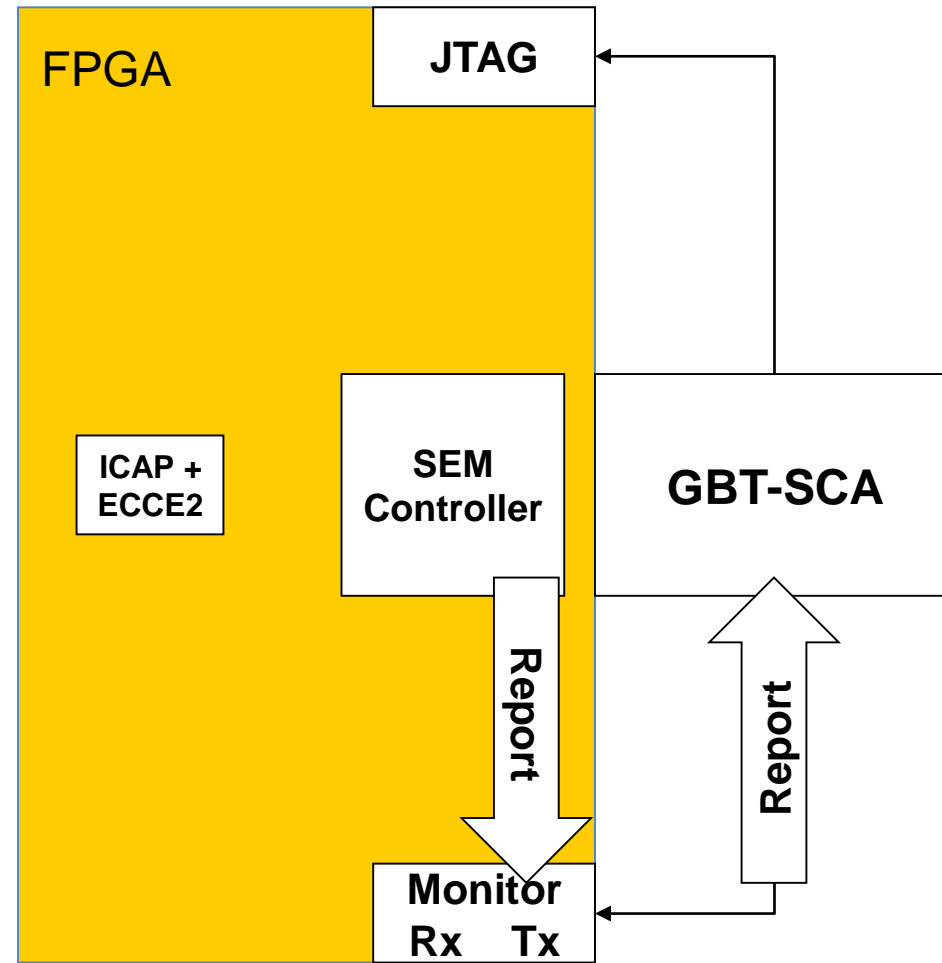 FPGA
JTAG
ICAP +
ECCE2
SEM
Controller
GBT-SCA
Report
Report
Monitor
Rx Tx